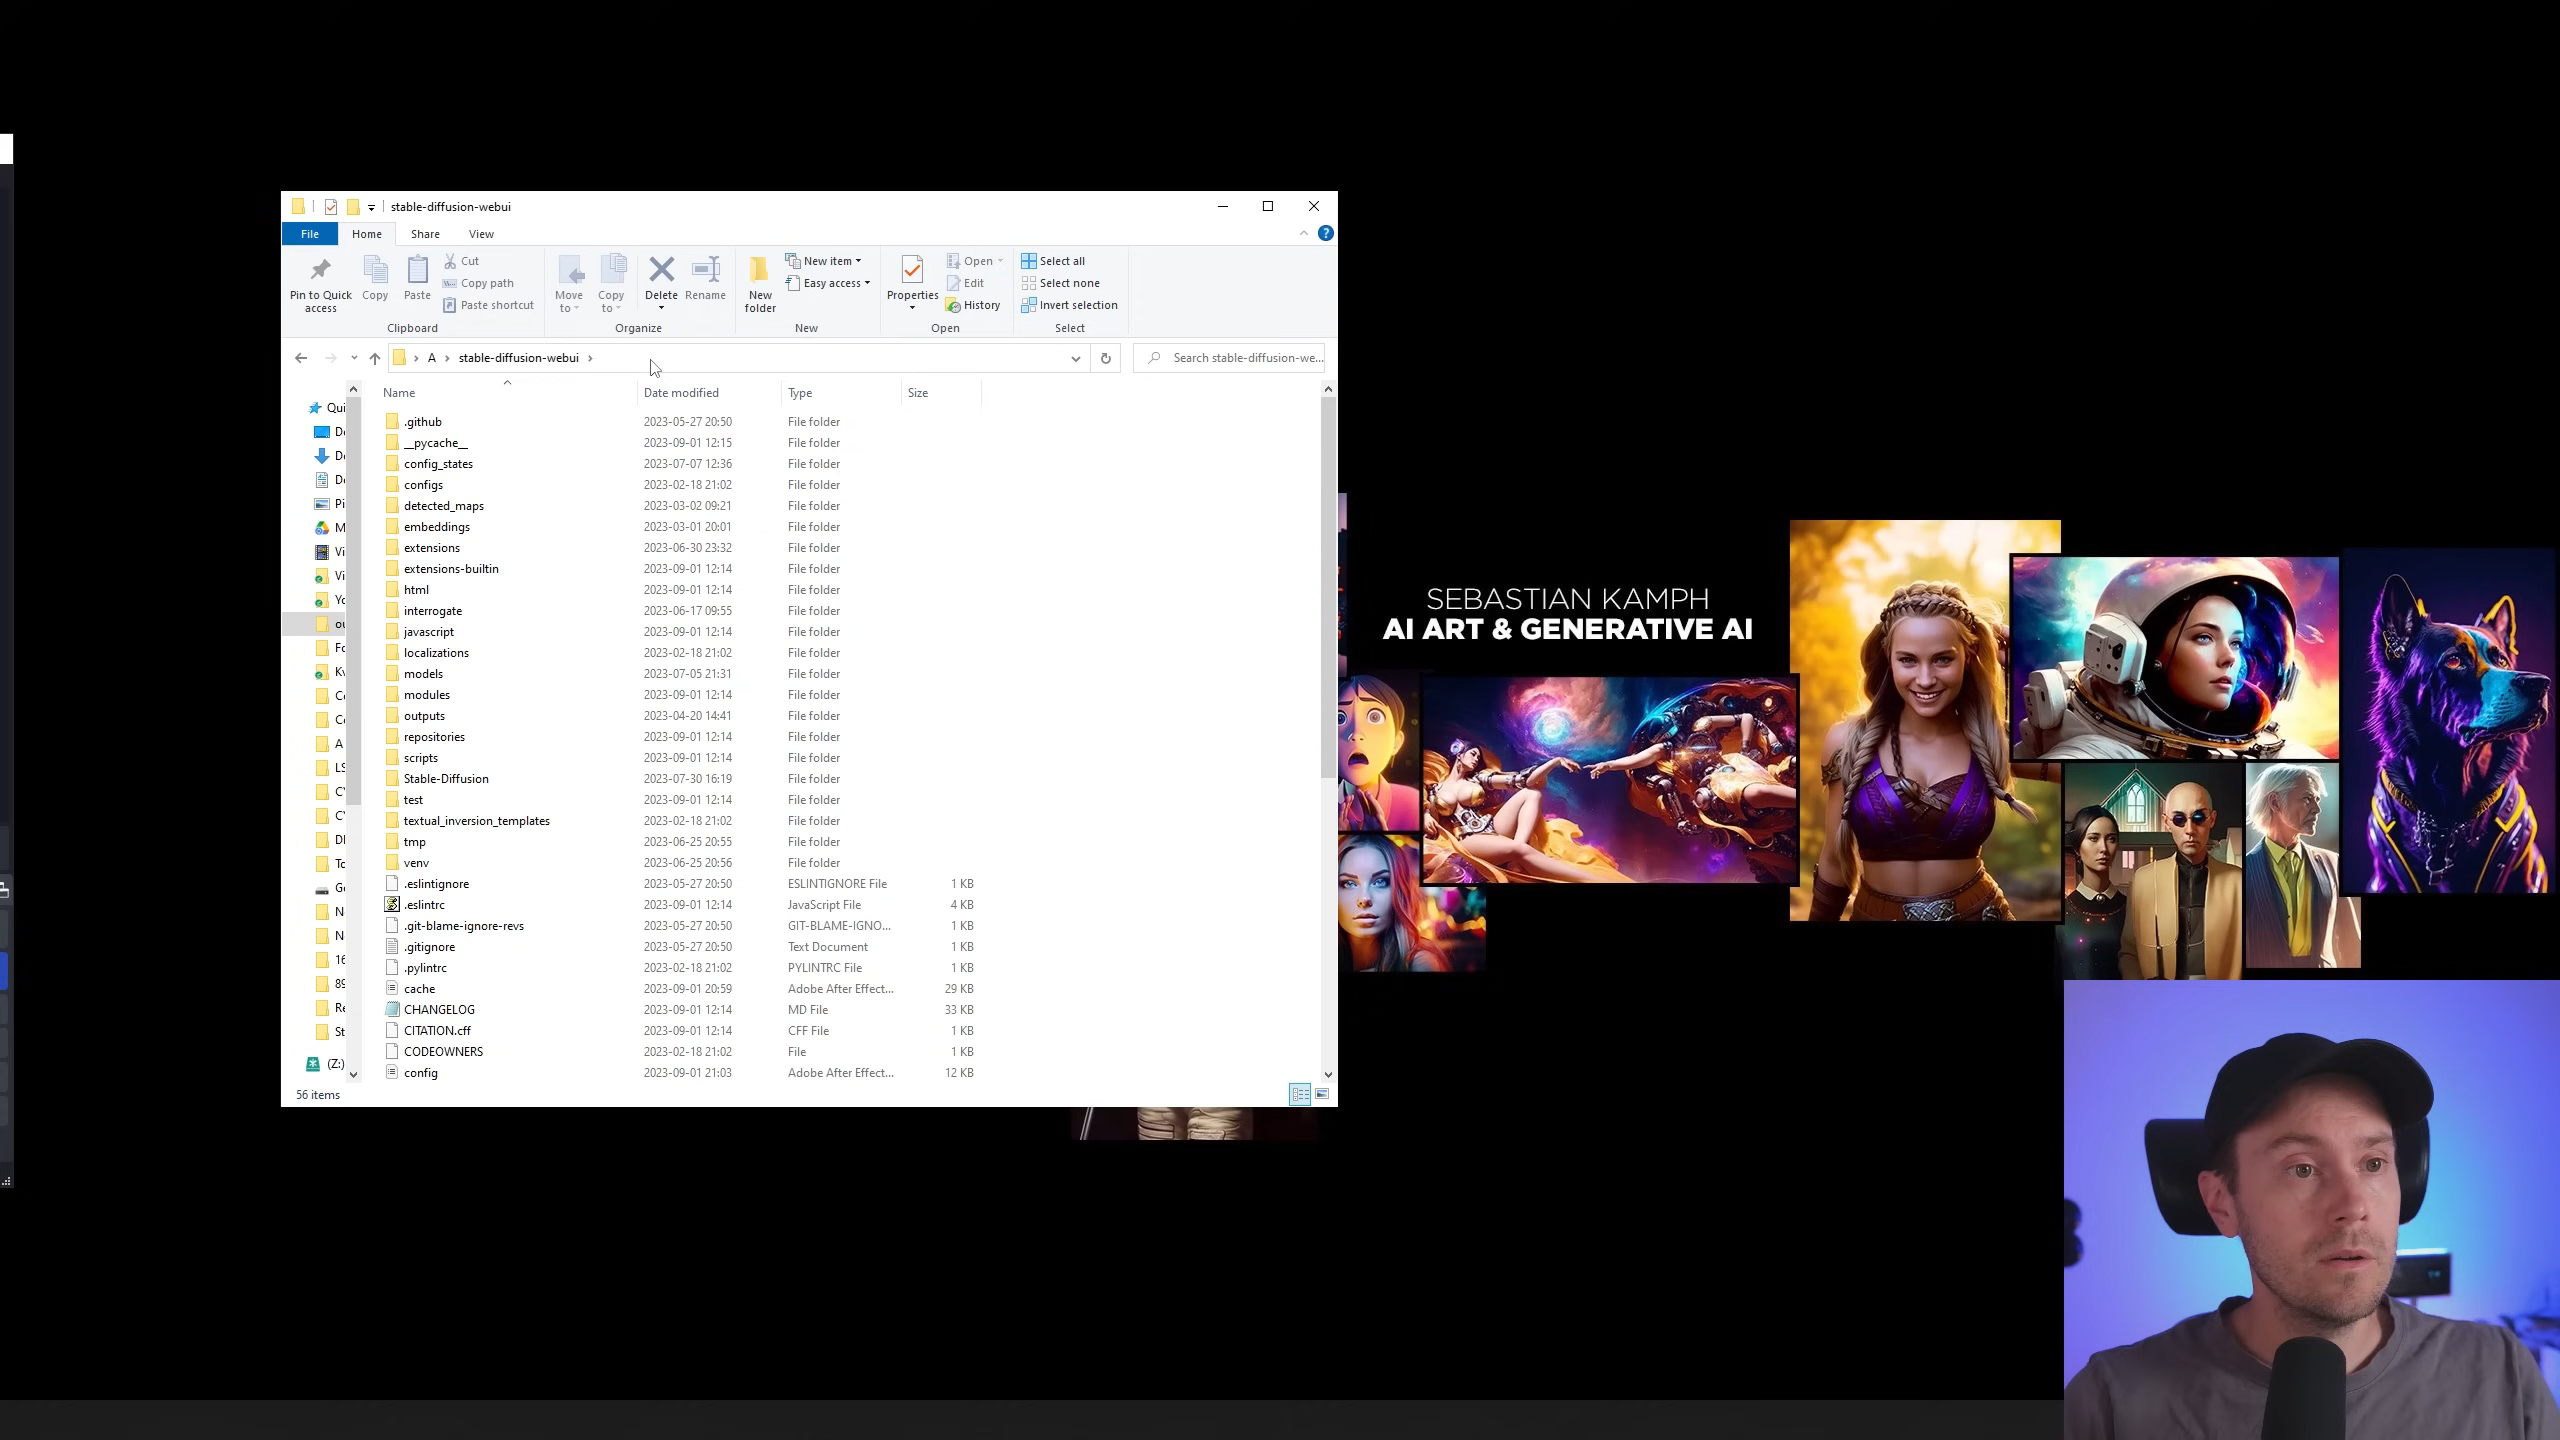 stable-diffusion-webui
File Home Share View
Pin to Quick access
Copy
Paste
Cut
Copy path
Paste shortcut
Clipboard
Move to
Copy to
Delete
Rename
Organize
New folder
New item
Easy access
New
Properties
Open
Edit
History
Open
Select all
Select none
Invert selection
Select
A stable-diffusion-webui
Search stable-diffusion-we...
Name Date modified Type Size
.github 2023-05-27 20:50 File folder
__pycache__ 2023-09-01 12:15 File folder
config_states 2023-07-07 12:36 File folder
configs 2023-02-18 21:02 File folder
detected_maps 2023-03-02 09:21 File folder
embeddings 2023-03-01 20:01 File folder
extensions 2023-06-30 23:32 File folder
extensions-builtin 2023-09-01 12:14 File folder
html 2023-09-01 12:14 File folder
interrogate 2023-06-17 09:55 File folder
javascript 2023-09-01 12:14 File folder
localizations 2023-02-18 21:02 File folder
models 2023-07-05 21:31 File folder
modules 2023-09-01 12:14 File folder
outputs 2023-04-20 14:41 File folder
repositories 2023-09-01 12:14 File folder
scripts 2023-09-01 12:14 File folder
Stable-Diffusion 2023-07-30 16:19 File folder
test 2023-09-01 12:14 File folder
textual_inversion_templates 2023-02-18 21:02 File folder
tmp 2023-06-25 20:55 File folder
venv 2023-06-25 20:56 File folder
.eslintignore 2023-05-27 20:50 ESLINTIGNORE File 1 KB
.eslintrc 2023-09-01 12:14 JavaScript File 4 KB
.git-blame-ignore-revs 2023-05-27 20:50 GIT-BLAME-IGNO... 1 KB
.gitignore 2023-05-27 20:50 Text Document 1 KB
.pylintrc 2023-02-18 21:02 PYLINTRC File 1 KB
cache 2023-09-01 20:59 Adobe After Effect... 29 KB
CHANGELOG 2023-09-01 12:14 MD File 33 KB
CITATION.cff 2023-09-01 12:14 CFF File 1 KB
CODEOWNERS 2023-02-18 21:02 File 1 KB
config 2023-09-01 21:03 Adobe After Effect... 12 KB
(Z:)
56 items
SEBASTIAN KAMPH
AI ART & GENERATIVE AI